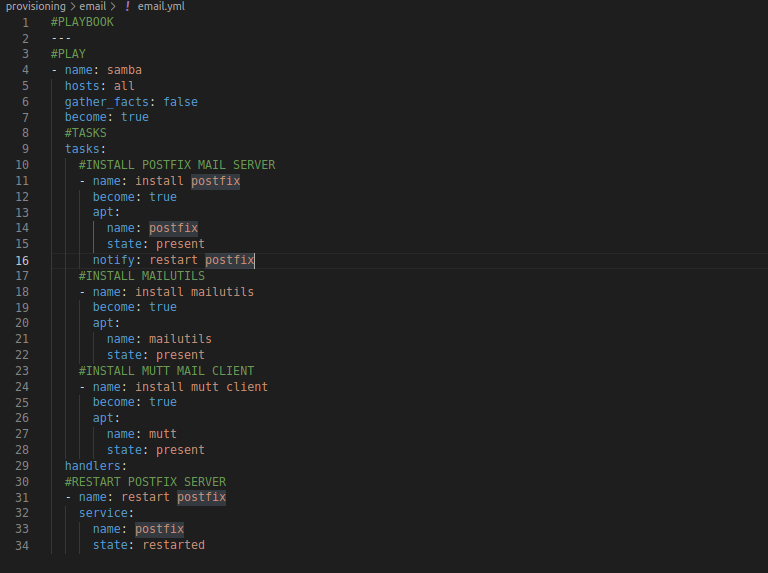 provisioning > email > ! email.yml
1 #PLAYBOOK
2 ---
3 #PLAY
4 - name: samba
5   hosts: all
6   gather_facts: false
7   become: true
8   #TASKS
9   tasks:
10     #INSTALL POSTFIX MAIL SERVER
11     - name: install postfix
12       become: true
13       apt:
14         name: postfix
15         state: present
16       notify: restart postfix
17     #INSTALL MAILUTILS
18     - name: install mailutils
19       become: true
20       apt:
21         name: mailutils
22         state: present
23     #INSTALL MUTT MAIL CLIENT
24     - name: install mutt client
25       become: true
26       apt:
27         name: mutt
28         state: present
29   handlers:
30   #RESTART POSTFIX SERVER
31   - name: restart postfix
32     service:
33       name: postfix
34       state: restarted